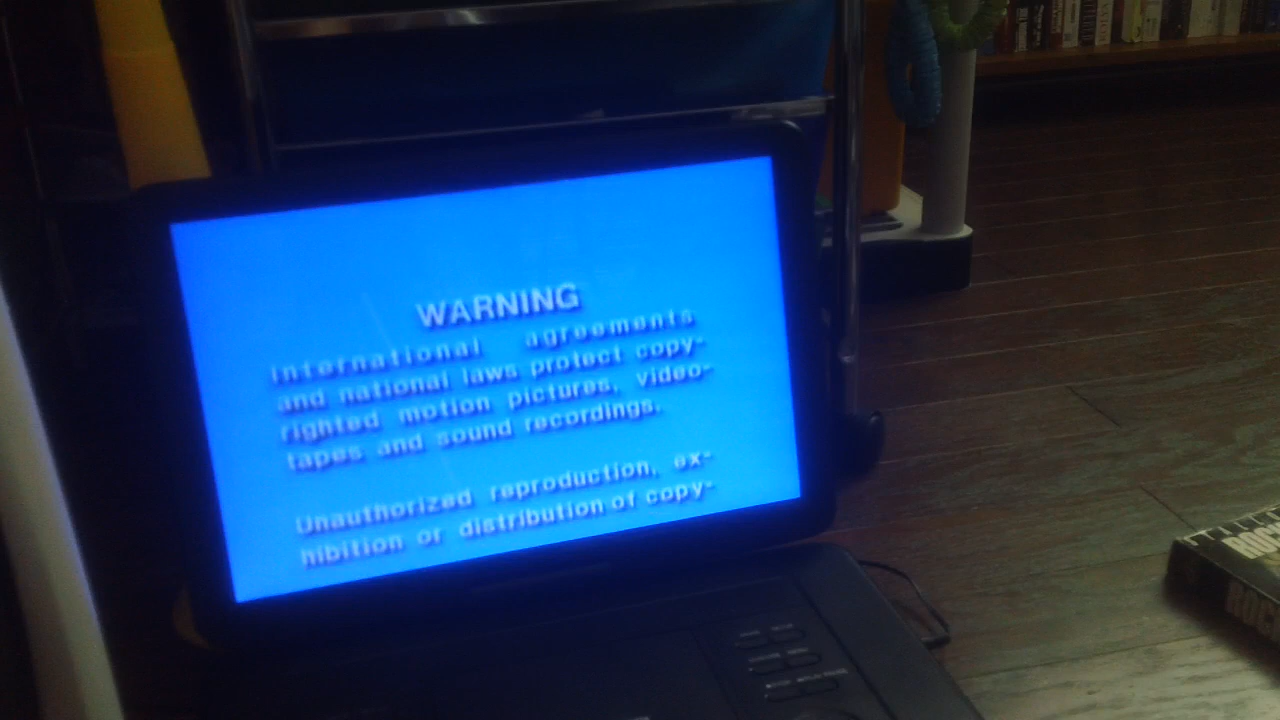 WARNING
International agreements
and national laws protect copy-
righted motion pictures, video-
tapes and sound recordings.
Unauthorized reproduction, ex-
hibition or distribution of copy-